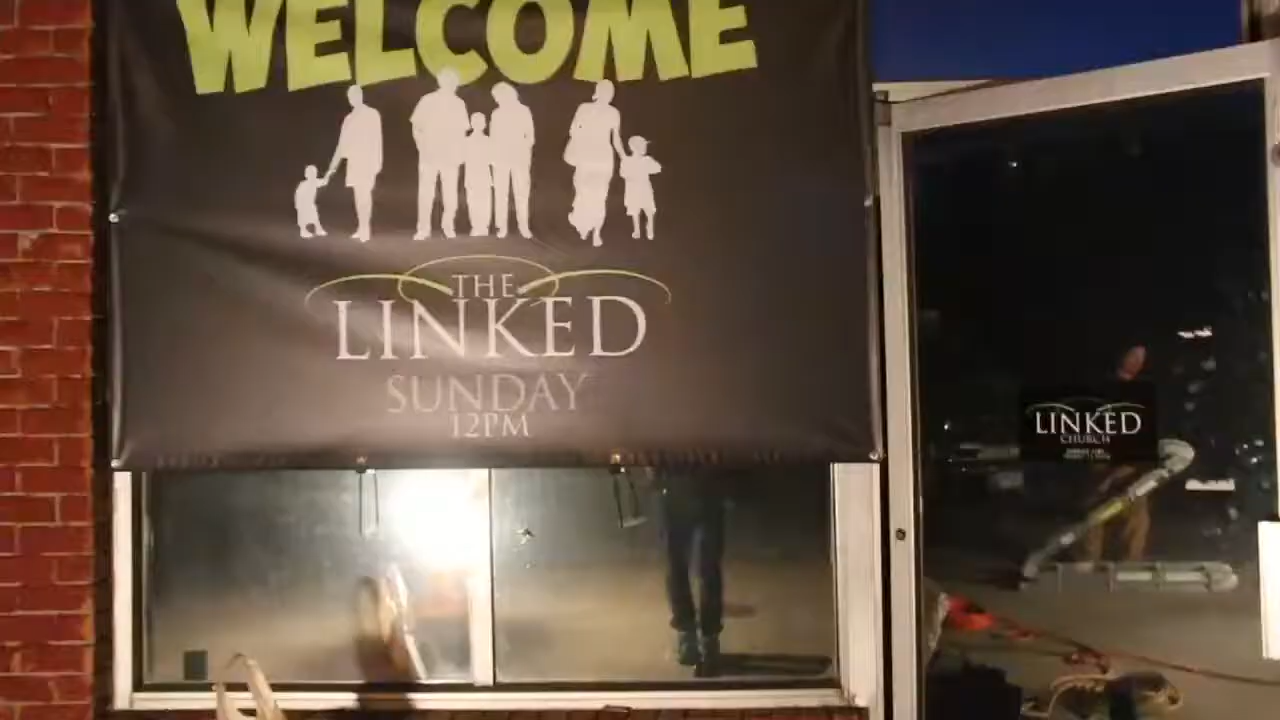 WELCOME
THE
LINKED
SUNDAY
12PM
LINKED
CHURCH